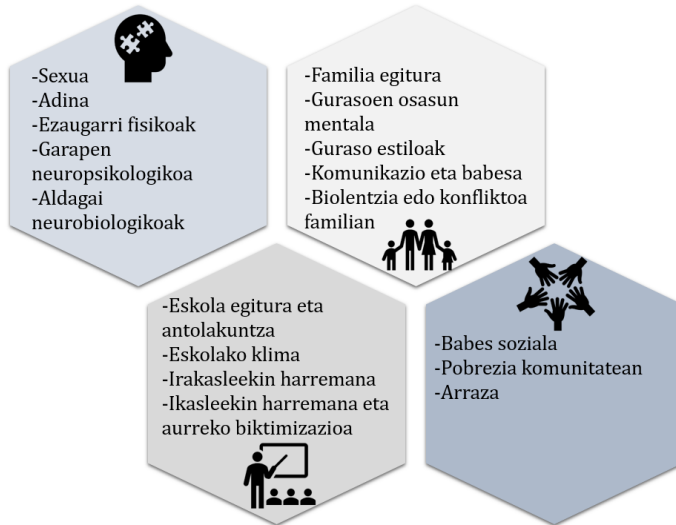 -Sexua
-Adina
-Ezaugarri fisikoak
-Garapen
neuropsikologikoa
-Aldagai
neurobiologikoak
-Familia egitura
-Gurasoen osasun
mentala
-Guraso estiloak
-Komunikazio eta babesa
-Biolentzia edo konfliktoa
familian
-Eskola egitura eta
antolakuntza
-Eskolako klima
-Irakasleekin harremana
-Ikasleekin harremana eta
aurreko biktimizazioa
-Babes soziala
-Pobrezia komunitatean
-Arraza